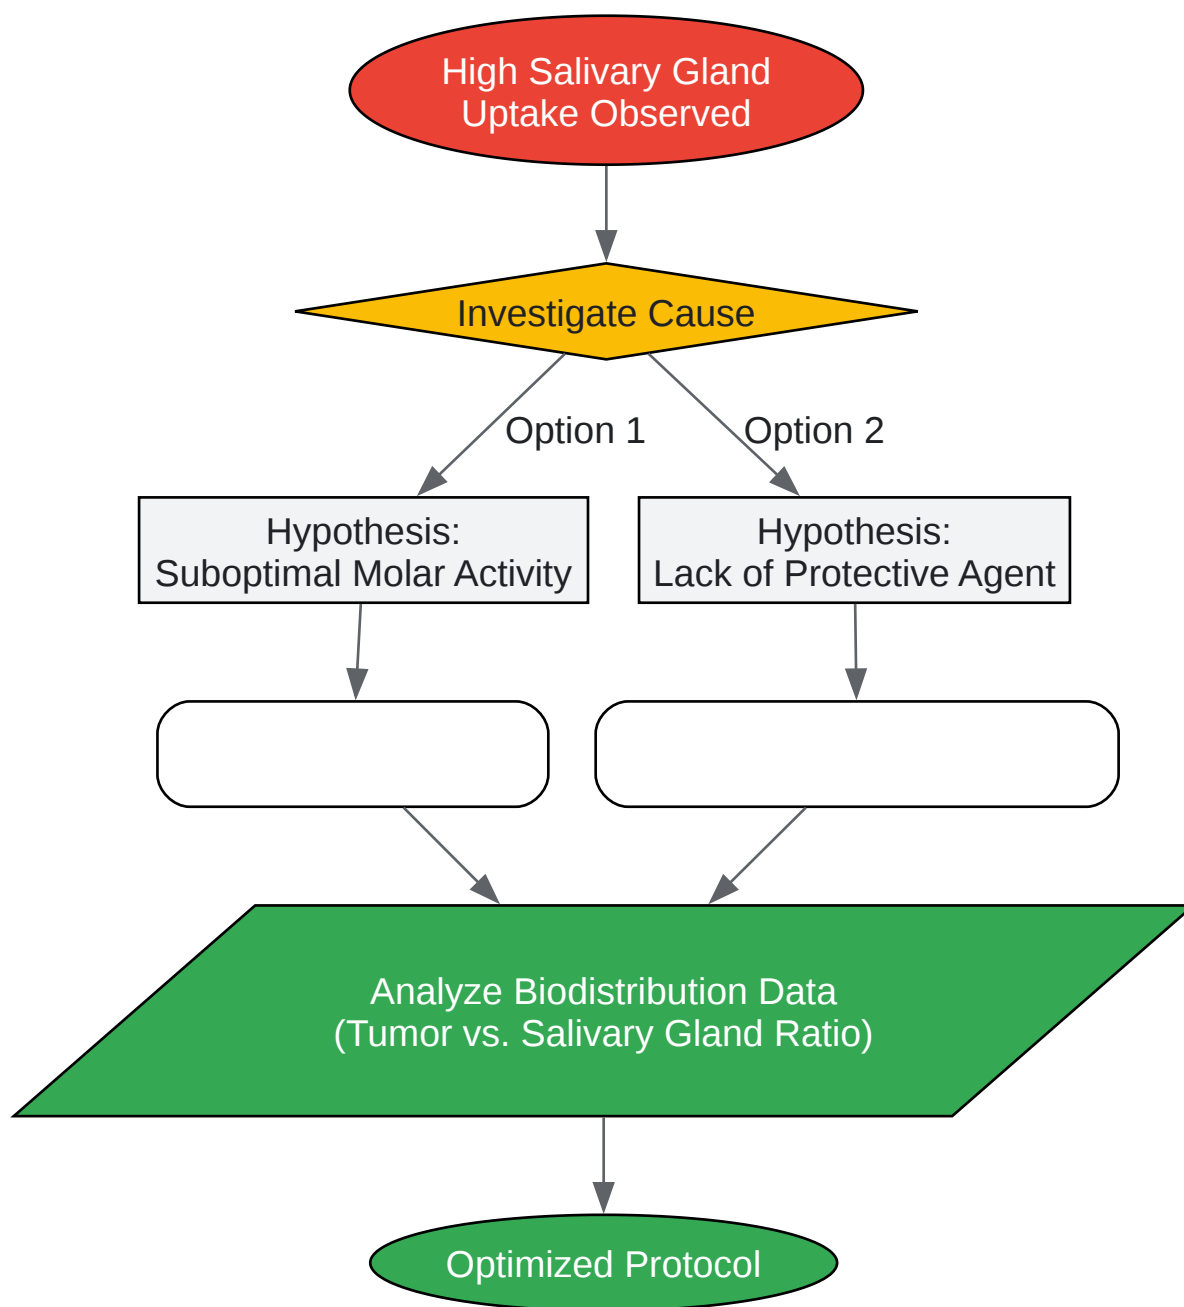 High Salivary Gland
Uptake Observed
Investigate Cause
Option 1
Option 2
Hypothesis:
Suboptimal Molar Activity
Hypothesis:
Lack of Protective Agent
Analyze Biodistribution Data
(Tumor vs. Salivary Gland Ratio)
Optimized Protocol